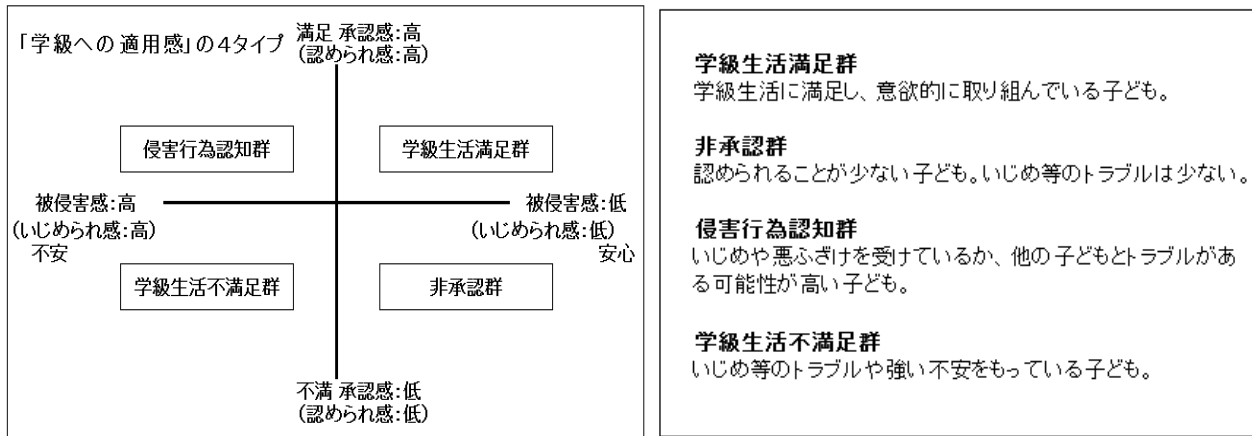 「学級への適用感」の4タイプ
満足 承認感:高
(認められ感:高)
侵害行為認知群
学級生活満足群
被侵害感:高
(いじめられ感:高)
不安
被侵害感:低
(いじめられ感:低)
安心
学級生活不満足群
非承認群
不満 承認感:低
(認められ感:低)
学級生活満足群
学級生活に満足し、意欲的に取り組んでいる子ども。
非承認群
認められることが少ない子ども。いじめ等のトラブルは少ない。
侵害行為認知群
いじめや悪ふざけを受けているか、他の子どもとトラブルがあ
る可能性が高い子ども。
学級生活不満足群
いじめ等のトラブルや強い不安をもっている子ども。